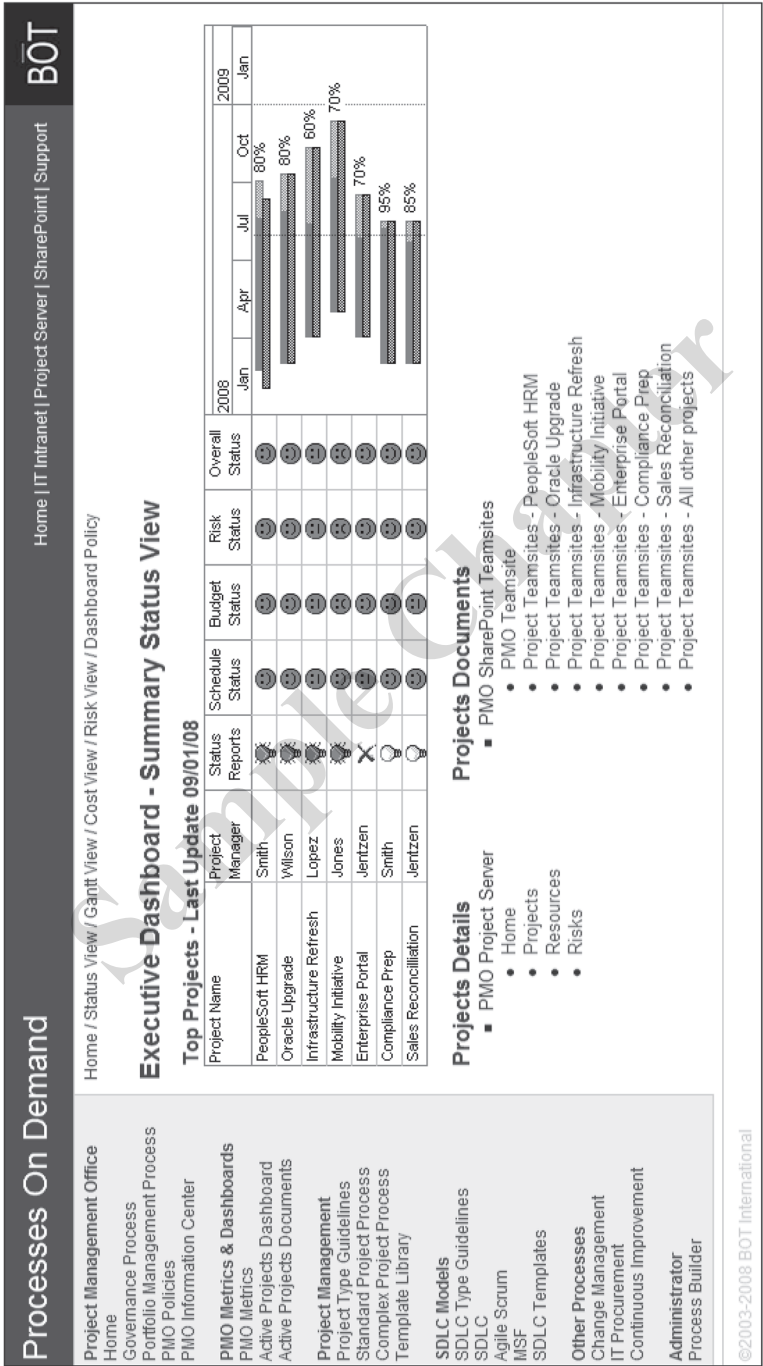 Processes On Demand
BOT
Home | IT Intranet | Project Server | SharePoint | Support
Project Management Office
Home
Governance Process
Portfolio Management Process
PMO Policies
PMO Information Center
PMO Metrics & Dashboards
PMO Metrics
Active Projects Dashboard
Active Projects Documents
Project Management
Project Type Guidelines
Standard Project Process
Complex Project Process
Template Library
SDLC Models
SDLC Type Guidelines
SDLC
Agile Scrum
MSF
SDLC Templates
Other Processes
Change Management
IT Procurement
Continuous Improvement
Administrator
Process Builder
Home / Status View / Gantt View / Cost View / Risk View / Dashboard Policy
Executive Dashboard - Summary Status View
Top Projects - Last Update 09/01/08
Project Name Project Manager Status Reports Schedule Status Budget Status Risk Status Overall Status 2008 2009
Jan Apr Jul Oct Jan
PeopleSoft HRM Smith 80%
Oracle Upgrade Wilson 80%
Infrastructure Refresh Lopez 60%
Mobility Initiative Jones 70%
Enterprise Portal Jentzen 70%
Compliance Prep Smith 95%
Sales Reconcilliation Jentzen 85%
Projects Details
PMO Project Server
Home
Projects
Resources
Risks
Projects Documents
PMO SharePoint Teamsites
PMO Teamsite
Project Teamsites - PeopleSoft HRM
Project Teamsites - Oracle Upgrade
Project Teamsites - Infrastructure Refresh
Project Teamsites - Mobility Initiative
Project Teamsites - Enterprise Portal
Project Teamsites - Compliance Prep
Project Teamsites - Sales Reconciliation
Project Teamsites - All other projects
Sample Chapter
©2003-2008 BOT International